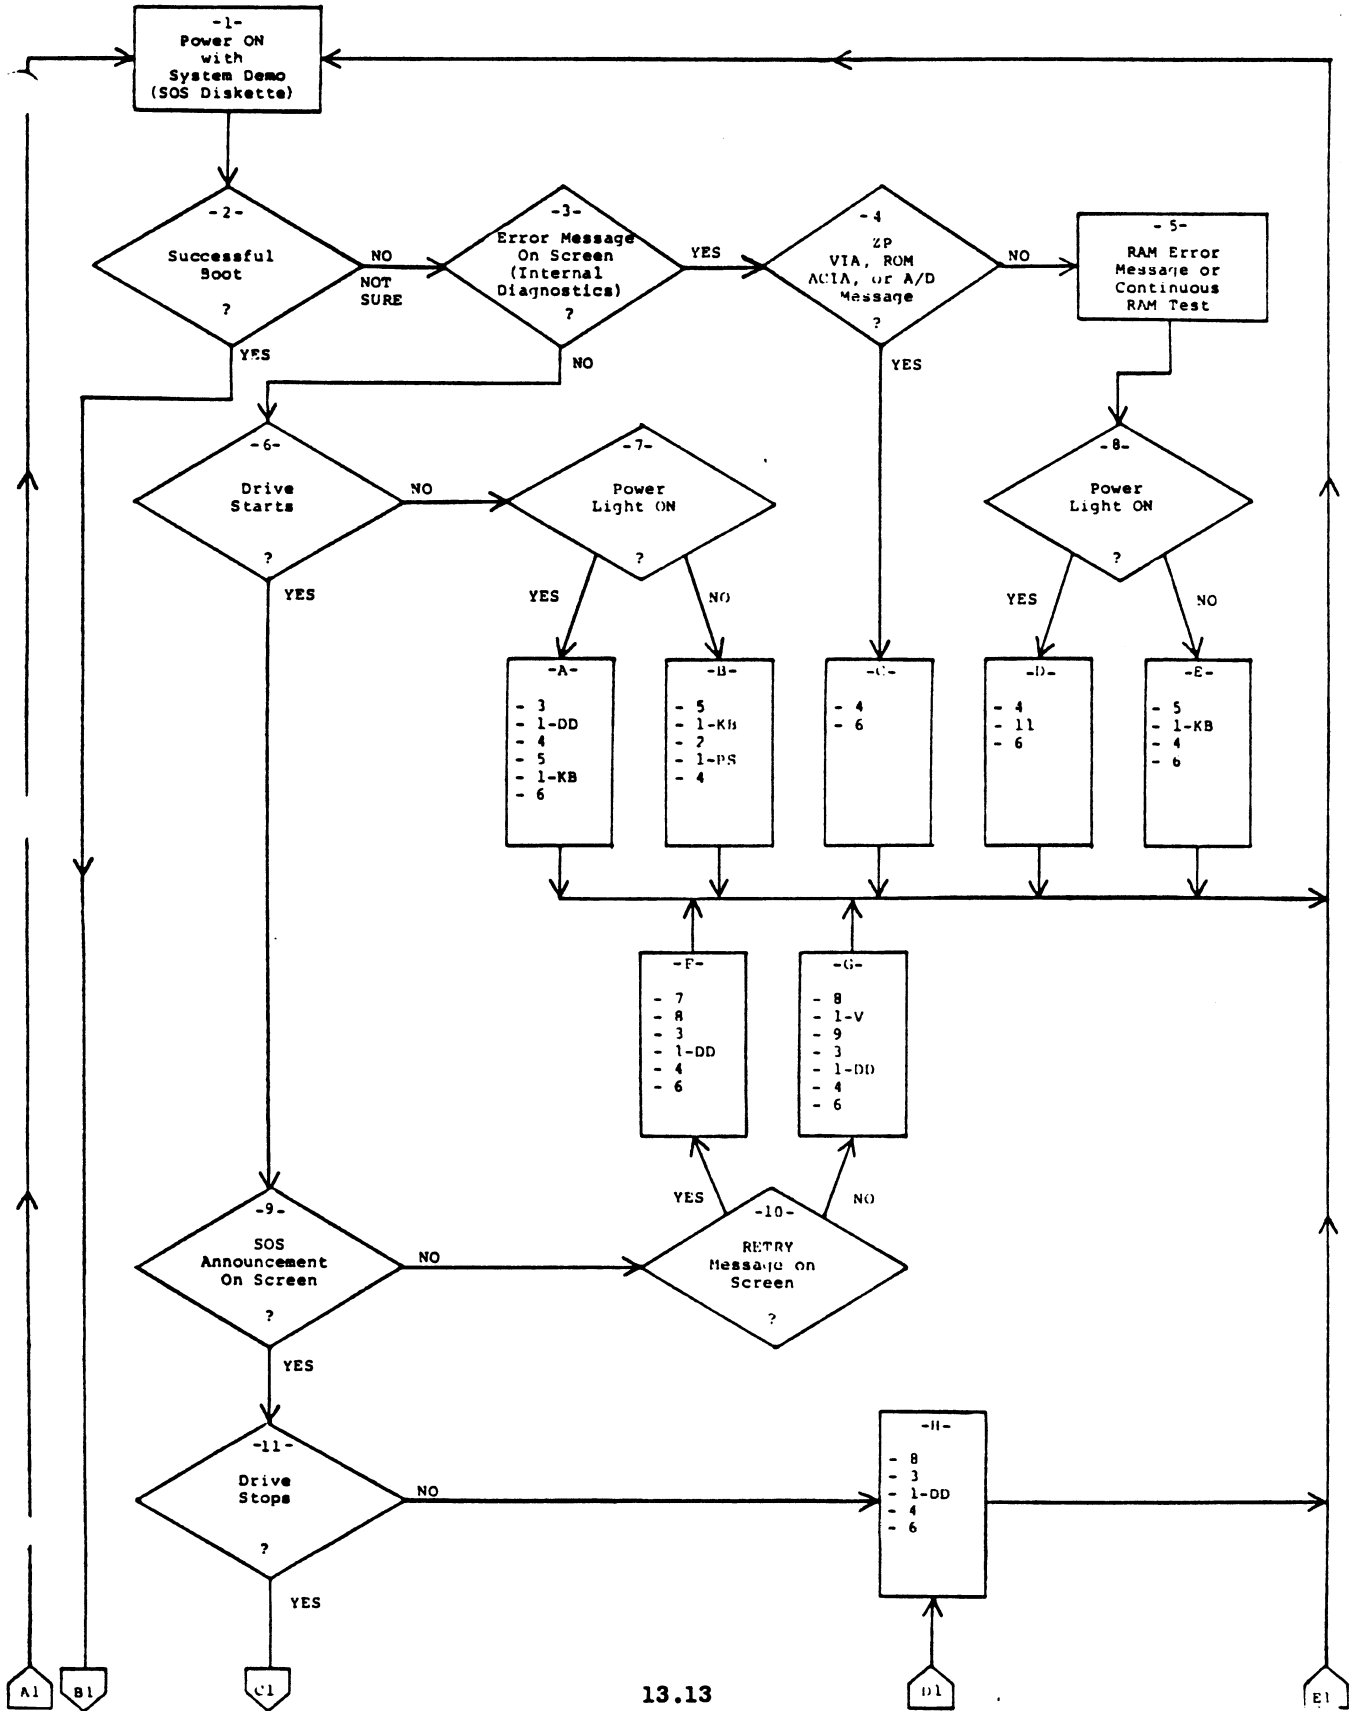 -1-
Power ON
with
System Demo
(SOS Diskette)
-2-
Successful
Boot
?
NO
NOT
SURE
YES
-3-
Error Message
On Screen
(Internal
Diagnostics)
?
YES
NO
-4
ZP
VIA, ROM
ACIA, or A/D
Message
?
NO
YES
-5-
RAM Error
Message or
Continuous
RAM Test
-6-
Drive
Starts
?
NO
YES
-7-
Power
Light ON
?
YES
NO
-8-
Power
Light ON
?
YES
NO
-A-
- 3
- 1-DD
- 4
- 5
- 1-KB
- 6
-B-
- 5
- 1-KB
- 2
- 1-PS
- 4
-C-
- 4
- 6
-D-
- 4
- 11
- 6
-E-
- 5
- 1-KB
- 4
- 6
-F-
- 7
- 8
- 3
- 1-DD
- 4
- 6
-G-
- 8
- 1-V
- 9
- 3
- 1-DD
- 4
- 6
YES
NO
-9-
SOS
Announcement
On Screen
?
NO
YES
-10-
RETRY
Message on
Screen
?
-11-
Drive
Stops
?
NO
YES
-H-
- 8
- 3
- 1-DD
- 4
- 6
A1
B1
C1
13.13
D1
E1